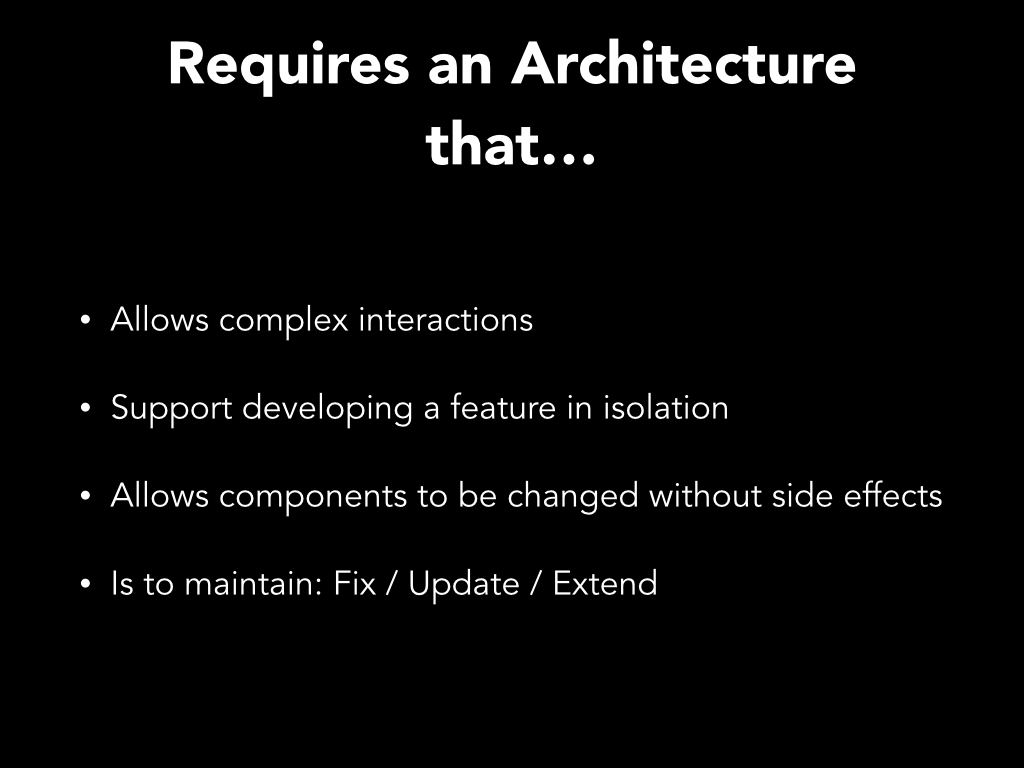 Requires an Architecture
that…
• Allows complex interactions
• Support developing a feature in isolation
• Allows components to be changed without side effects
• Is to maintain: Fix / Update / Extend